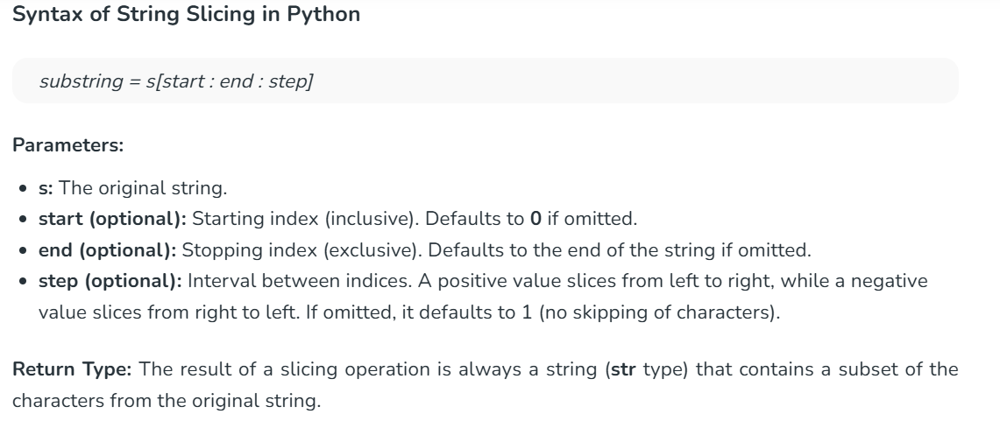 Syntax of String Slicing in Python
substring = s[start : end : step]
Parameters:
• s: The original string.
• start (optional): Starting index (inclusive). Defaults to 0 if omitted.
• end (optional): Stopping index (exclusive). Defaults to the end of the string if omitted.
• step (optional): Interval between indices. A positive value slices from left to right, while a negative
value slices from right to left. If omitted, it defaults to 1 (no skipping of characters).
Return Type: The result of a slicing operation is always a string (str type) that contains a subset of the
characters from the original string.